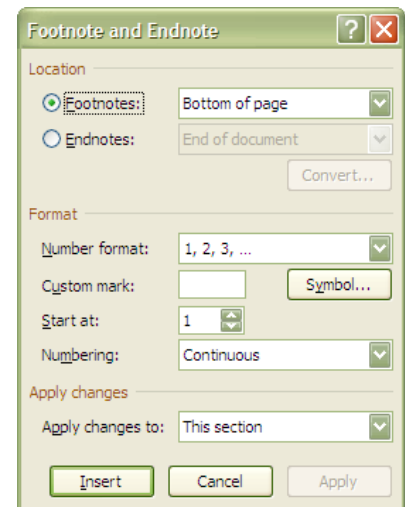 Footnote and Endnote
Location
Footnotes: Bottom of page
Endnotes: End of document
Convert...
Format
Number format: 1, 2, 3, ...
Custom mark: Symbol...
Start at: 1
Numbering: Continuous
Apply changes
Apply changes to: This section
Insert Cancel Apply